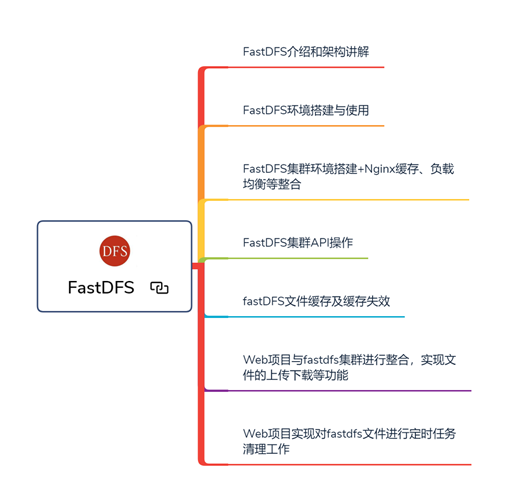 FastDFS介绍和架构讲解
FastDFS环境搭建与使用
FastDFS集群环境搭建+Nginx缓存、负载
均衡等整合
FastDFS集群API操作
DFS
FastDFS
fastDFS文件缓存及缓存失效
Web项目与fastdfs集群进行整合，实现文
件的上传下载等功能
Web项目实现对fastdfs文件进行定时任务
清理工作